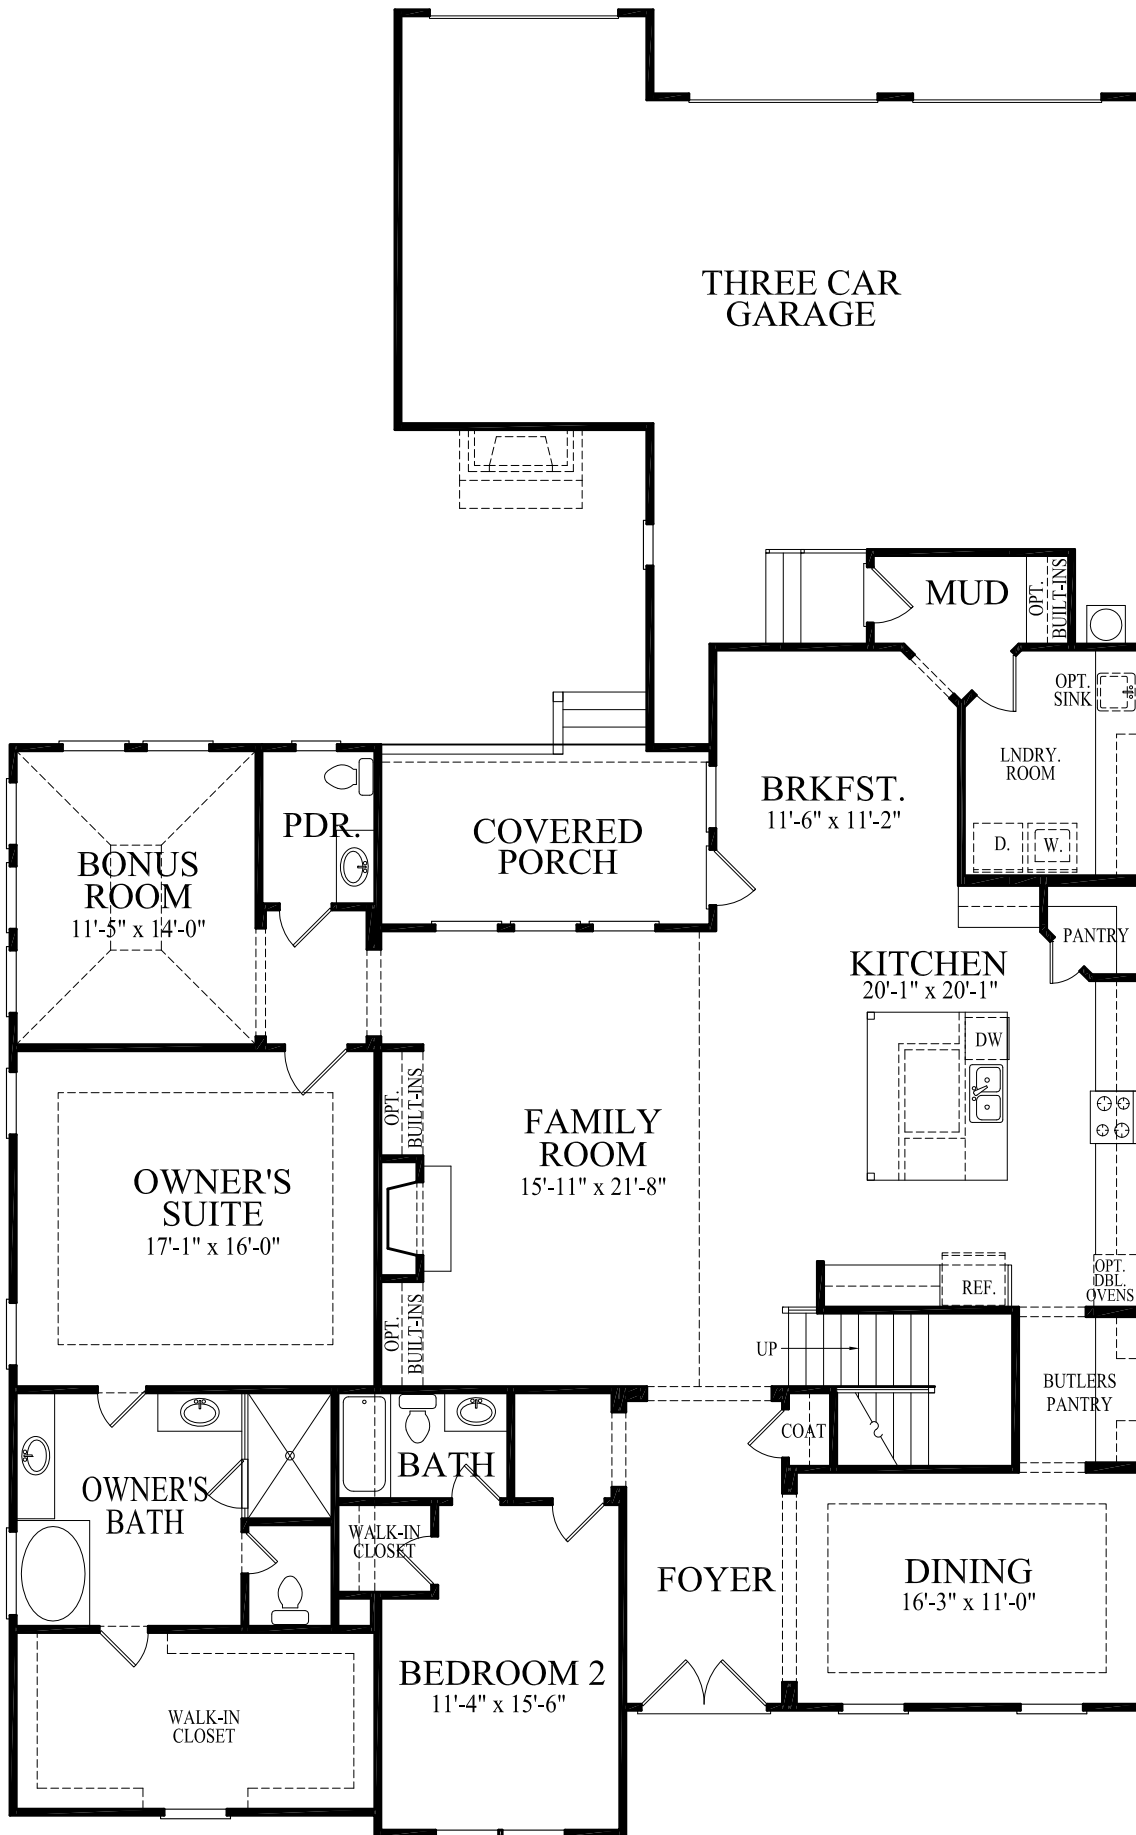 THREE CAR
GARAGE
MUD
OPT.
BUILT-INS
OPT.
SINK
LNDRY.
ROOM
D.
W.
BRKFST.
11'-6" x 11'-2"
PDR.
COVERED
PORCH
BONUS
ROOM
11'-5" x 14'-0"
PANTRY
KITCHEN
20'-1" x 20'-1"
DW
OPT.
BUILT-INS
FAMILY
ROOM
15'-11" x 21'-8"
OWNER'S
SUITE
17'-1" x 16'-0"
REF.
OPT.
DBL.
OVENS
OPT.
BUILT-INS
UP
BUTLERS
PANTRY
COAT
BATH
OWNER'S
BATH
WALK-IN
CLOSET
FOYER
DINING
16'-3" x 11'-0"
BEDROOM 2
11'-4" x 15'-6"
WALK-IN
CLOSET